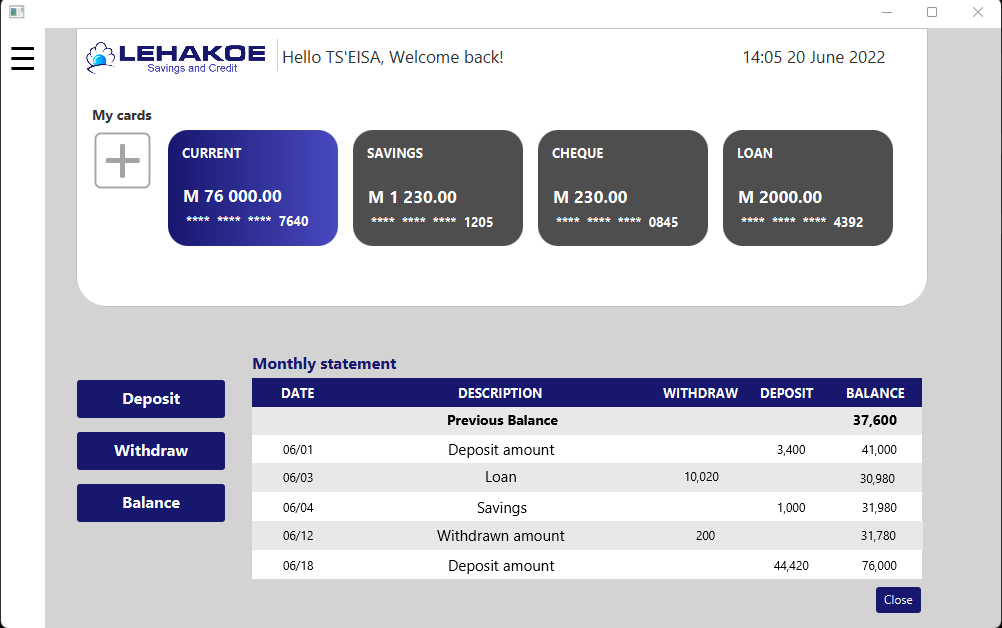 LEHAKOE
Savings and Credit
Hello TS'EISA, Welcome back!
14:05 20 June 2022
My cards
CURRENT
M 76 000.00
**** **** **** 7640
SAVINGS
M 1 230.00
**** **** **** 1205
CHEQUE
M 230.00
**** **** **** 0845
LOAN
M 2000.00
**** **** **** 4392
Deposit
Withdraw
Balance
Monthly statement
DATE DESCRIPTION WITHDRAW DEPOSIT BALANCE
Previous Balance 37,600
06/01 Deposit amount 3,400 41,000
06/03 Loan 10,020 30,980
06/04 Savings 1,000 31,980
06/12 Withdrawn amount 200 31,780
06/18 Deposit amount 44,420 76,000
Close